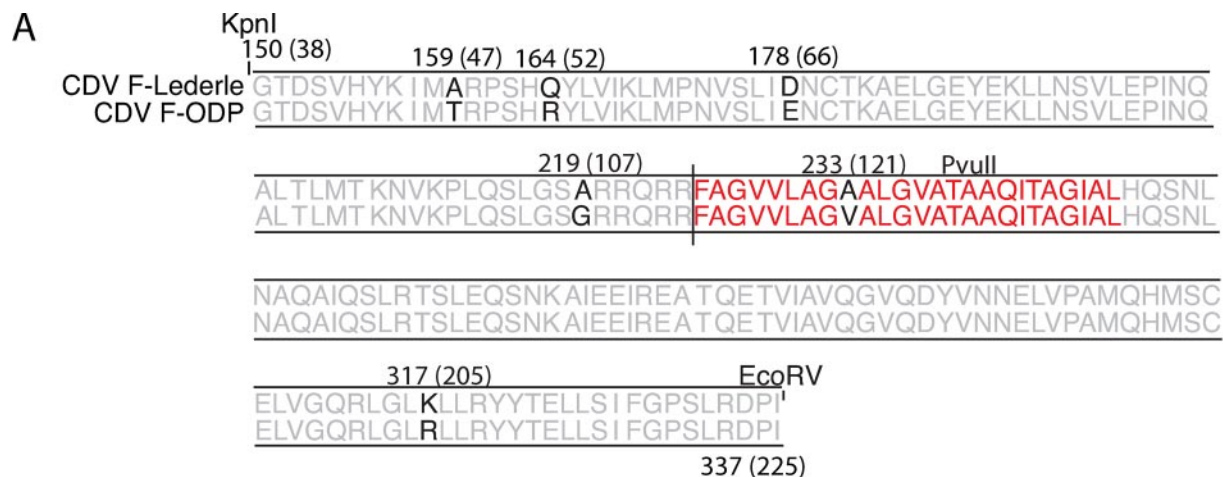 A
KpnI
150 (38) 159 (47) 164 (52) 178 (66)
CDV F-Lederle GTDSVHYKIMARPSHQYLVIKLMPNVSLIDNCTKAELGEYEKLLNSVLEPINQ
CDV F-ODP GTDSVHYKIMTRPSHRYLVIKLMPNVSLIENCTKAELGEYEKLLNSVLEPINQ
219 (107) 233 (121) PvuII
ALTLMTKNVKPLQSLGSARRQRRFAGVVLAGAALGVATAAQITAGIALHQSNL
ALTLMTKNVKPLQSLGSGRRQRRFAGVVLAGVALGVATAAQITAGIALHQSNL
NAQAIQSLRTSLEQSNKAIEEIREATQETVIAVQGVQDYVNNELVPAMQHMSC
NAQAIQSLRTSLEQSNKAIEEIREATQETVIAVQGVQDYVNNELVPAMQHMSC
317 (205) EcoRV
ELVGQRLGLKLLRYYTELLSIFGPSLRDPI
ELVGQRLGLRLLRYYTELLSIFGPSLRDPI
337 (225)